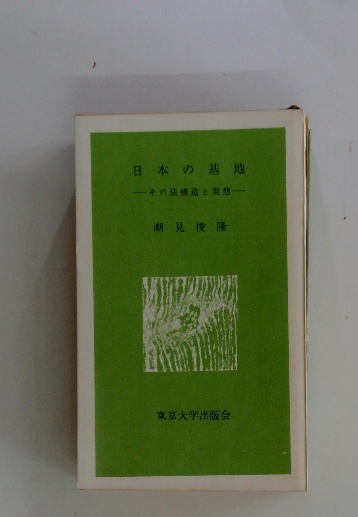 日本の基地
―その法構造と実態―
潮見俊隆
東京大学出版会